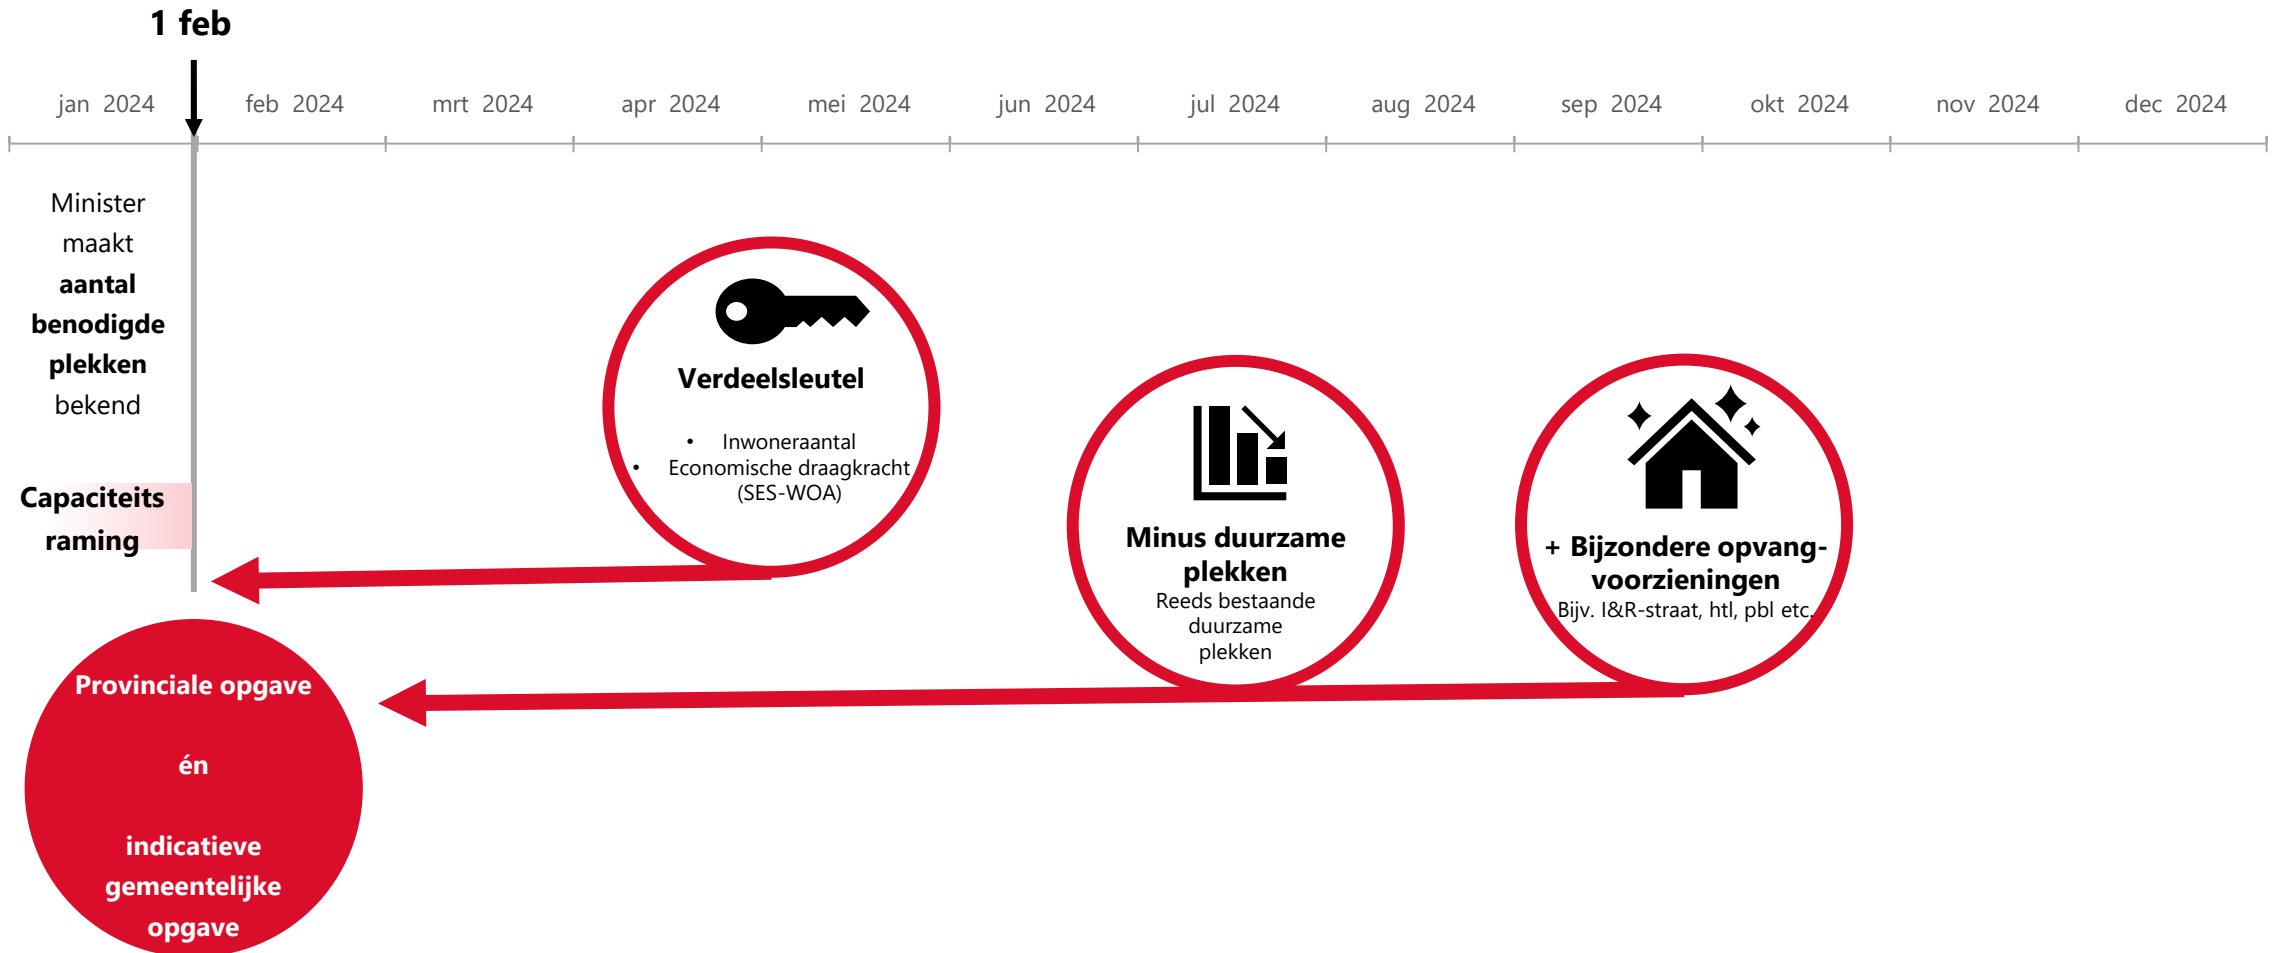 1 feb
jan 2024
feb 2024
mrt 2024
apr 2024
mei 2024
jun 2024
jul 2024
aug 2024
sep 2024
okt 2024
nov 2024
dec 2024
Minister
maakt
aantal
benodigde
plekken
bekend
Capaciteits
raming
Verdeelsleutel
• Inwoneraantal
• Economische draagkracht
(SES-WOA)
Minus duurzame
plekken
Reeds bestaande
duurzame
plekken
+ Bijzondere opvang-
voorzieningen
Bijv. I&R-straat, htl, pbl etc.
Provinciale opgave
én
indicatieve
gemeentelijke
opgave